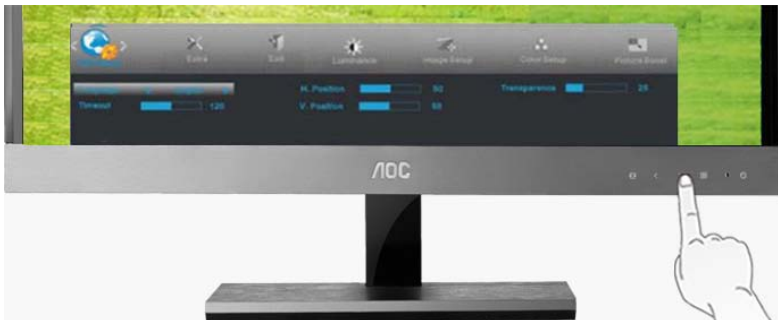 Extra Exit Luminance Image Setup Color Setup Picture Boost
H. Position 50 Transparence 25
Timeout 120 V. Position 50
AOC